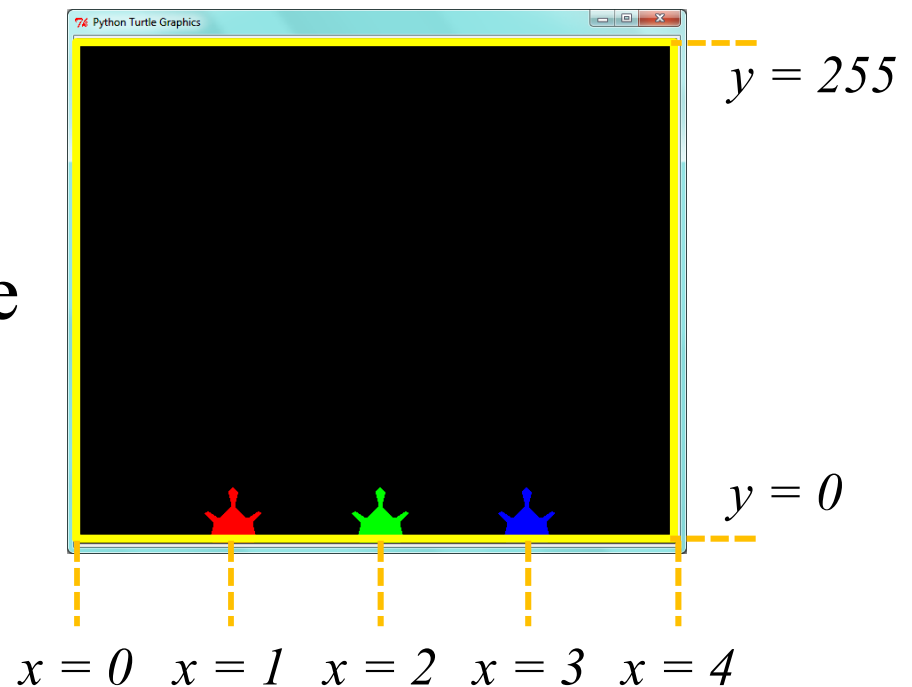 Python Turtle Graphics
y = 255
e
y = 0
x = 0 x = 1 x = 2 x = 3 x = 4